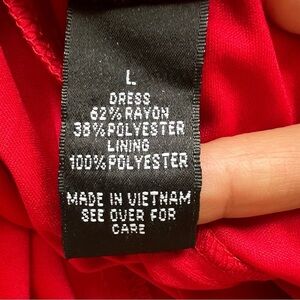 L
DRESS
62% RAYON
38% POLYESTER
LINING
100% POLYESTER
MADE IN VIETNAM
SEE OVER FOR
CARE